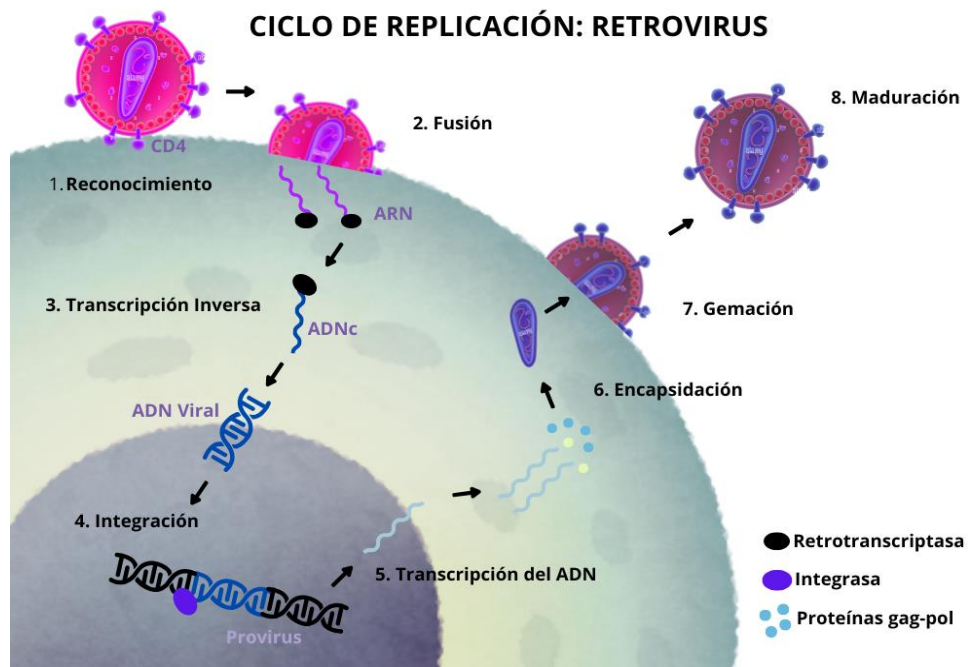 CICLO DE REPLICACIÓN: RETROVIRUS
CD4
1. Reconocimiento
2. Fusión
ARN
3. Transcripción Inversa
ADNc
ADN Viral
4. Integración
Provirus
5. Transcripción del ADN
6. Encapsidación
7. Gemación
8. Maduración
Retrotranscriptasa
Integrasa
Proteínas gag-pol